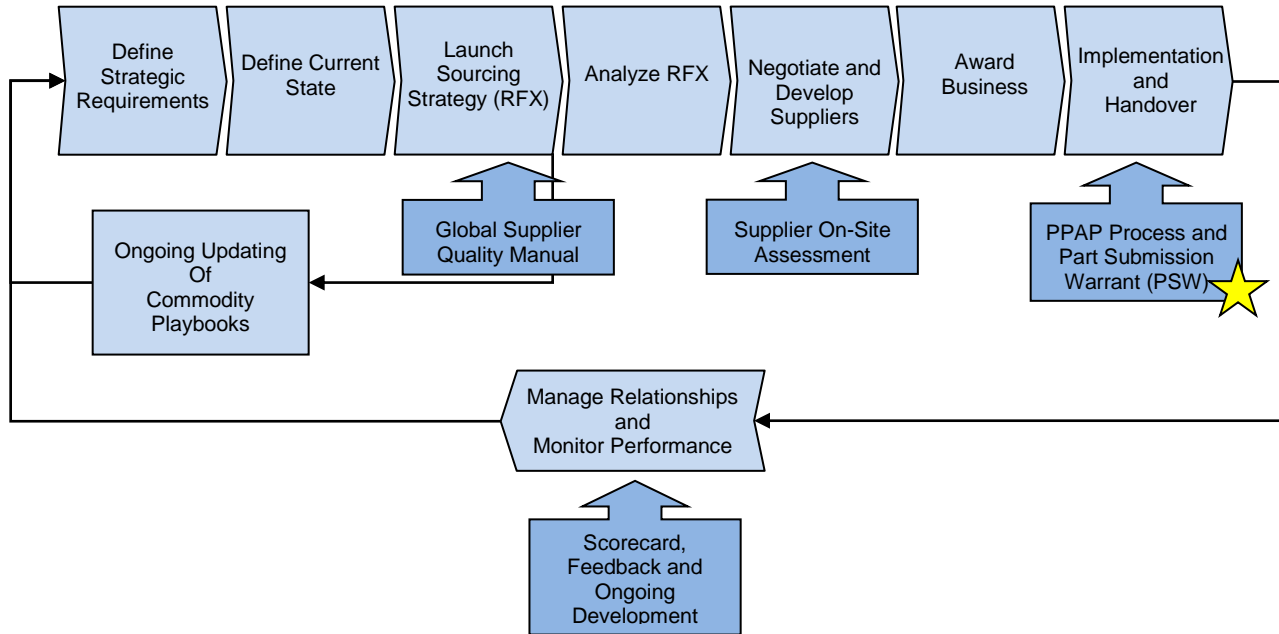 Define
Strategic
Requirements
Define Current
State
Launch
Sourcing
Strategy (RFX)
Analyze RFX
Negotiate and
Develop
Suppliers
Award
Business
Implementation
and
Handover
Global Supplier
Quality Manual
Supplier On-Site
Assessment
PPAP Process and
Part Submission
Warrant (PSW)
Ongoing Updating
Of
Commodity
Playbooks
Manage Relationships
and
Monitor Performance
Scorecard,
Feedback and
Ongoing
Development